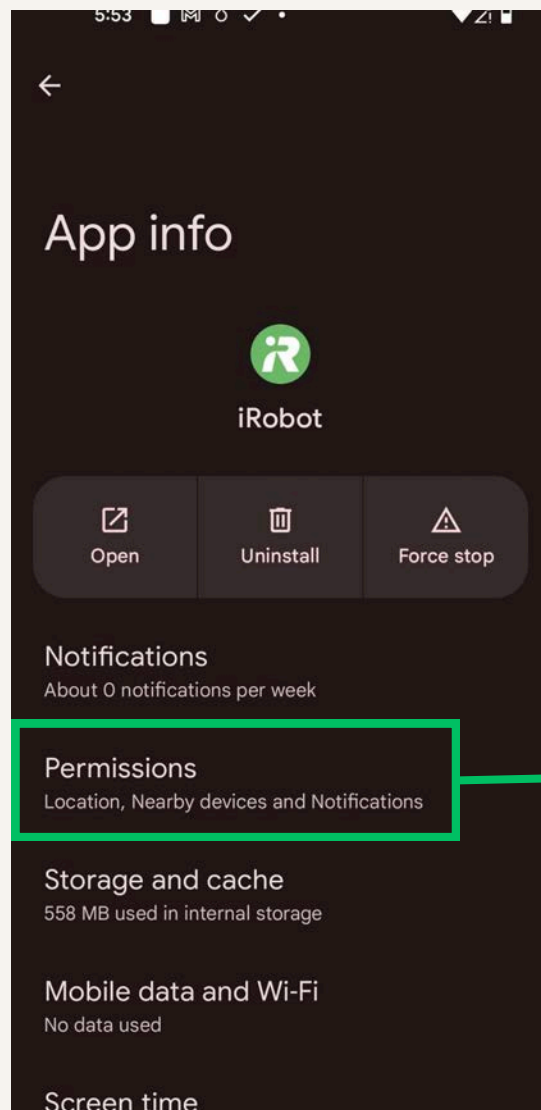 5:53
App info
iRobot
Open
Uninstall
Force stop
Notifications
About 0 notifications per week
Permissions
Location, Nearby devices and Notifications
Storage and cache
558 MB used in internal storage
Mobile data and Wi-Fi
No data used
Screen time